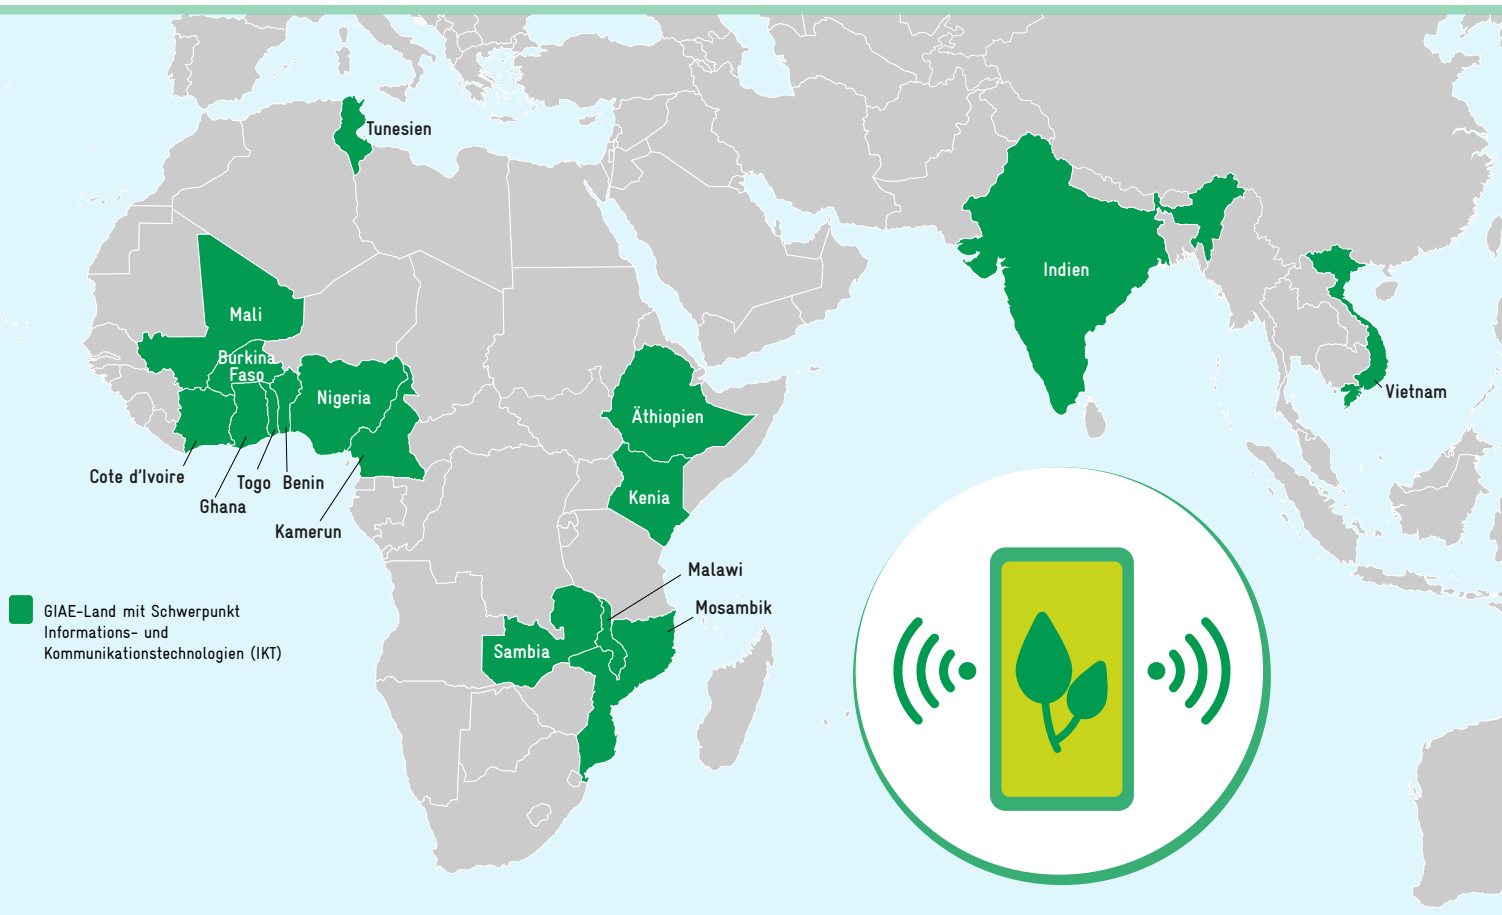 Tunesien
Mali
Indien
Burkina
Faso
Nigeria
Äthiopien
Vietnam
Cote d'Ivoire
Togo
Benin
Ghana
Kenia
Kamerun
Malawi
Mosambik
GIAE-Land mit Schwerpunkt
Informations- und
Kommunikationstechnologien (IKT)
Sambia